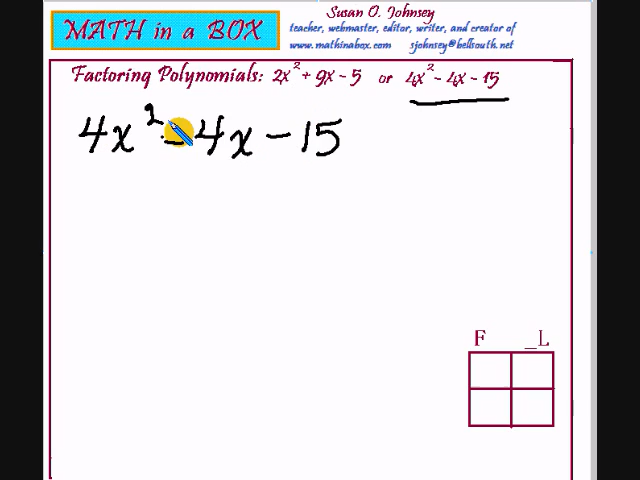 Susan O. Johnsey
MATH in a BOX
teacher, webmaster, editor, writer, and creator of
www.mathinabox.com sjohnsey@bellsouth.net
Factoring Polynomials: 2x² + 9x - 5 or 4x² - 4x - 15
4x² - 4x - 15
F _L